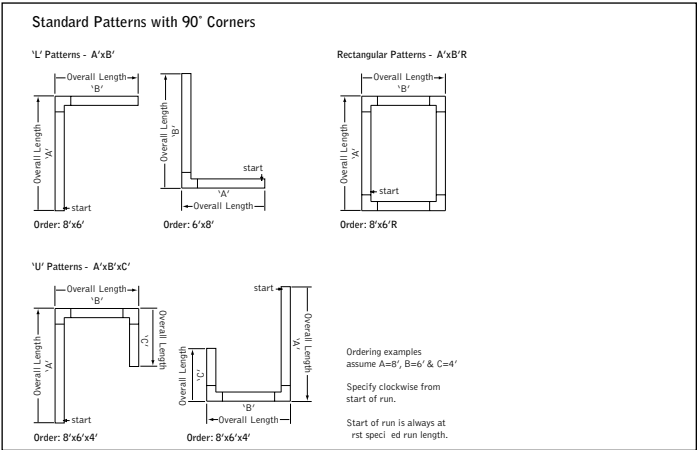 Standard Patterns with 90˚ Corners
‘L’ Patterns - A’xB’
Overall Length
‘B’
Overall Length
‘A’
start
Order: 8’x6’
Overall Length
‘B’
start
‘A’
Overall Length
Order: 6’x8’
Rectangular Patterns - A’xB’R
Overall Length
‘B’
Overall Length
‘A’
start
Order: 8’x6’R
‘U’ Patterns - A’xB’xC’
Overall Length
‘B’
Overall Length
‘A’
‘C’
Overall Length
start
Order: 8’x6’x4’
start
Overall Length
‘A’
Overall Length
‘C’
‘B’
Overall Length
Order: 8’x6’x4’
Ordering examples
assume A=8’, B=6’ & C=4’
Specify clockwise from
start of run.
Start of run is always at
rst speci ed run length.